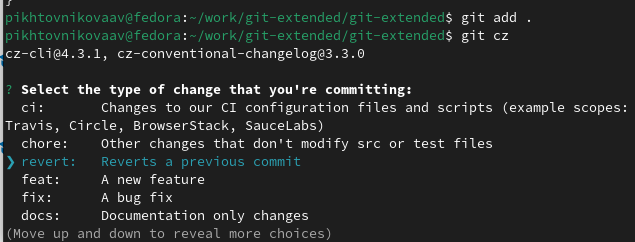 }
pikhtovnikovaav@fedora:~/work/git-extended/git-extended$ git add .
pikhtovnikovaav@fedora:~/work/git-extended/git-extended$ git cz
cz-cli@4.3.1, cz-conventional-changelog@3.3.0
? Select the type of change that you're committing:
ci: Changes to our CI configuration files and scripts (example scopes:
Travis, Circle, BrowserStack, SauceLabs)
chore: Other changes that don't modify src or test files
❯ revert: Reverts a previous commit
feat: A new feature
fix: A bug fix
docs: Documentation only changes
(Move up and down to reveal more choices)